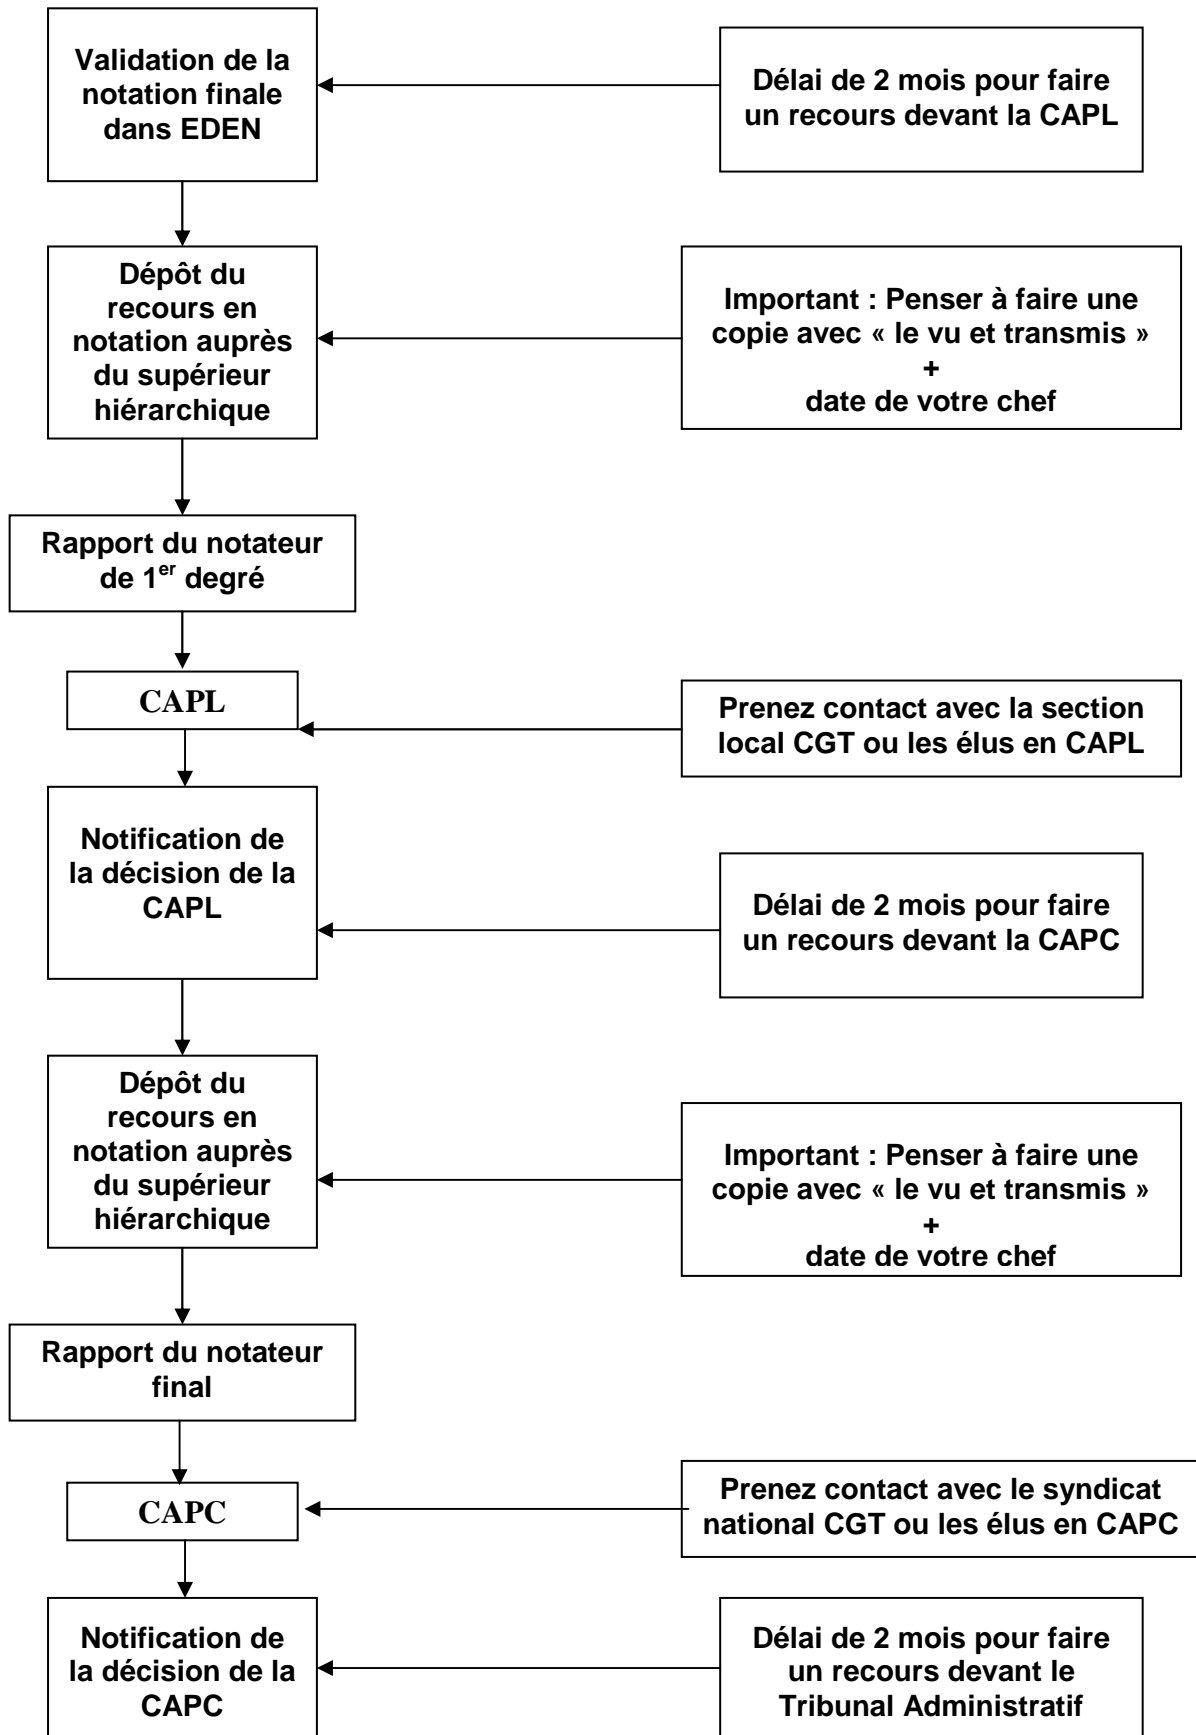 Validation de la
notation finale
dans EDEN
Délai de 2 mois pour faire
un recours devant la CAPL
Dépôt du
recours en
notation auprès
du supérieur
hiérarchique
Important : Penser à faire une
copie avec « le vu et transmis »
+
date de votre chef
Rapport du notateur
de 1er degré
CAPL
Prenez contact avec la section
local CGT ou les élus en CAPL
Notification de
la décision de la
CAPL
Délai de 2 mois pour faire
un recours devant la CAPC
Dépôt du
recours en
notation auprès
du supérieur
hiérarchique
Important : Penser à faire une
copie avec « le vu et transmis »
+
date de votre chef
Rapport du notateur
final
CAPC
Prenez contact avec le syndicat
national CGT ou les élus en CAPC
Notification de
la décision de la
CAPC
Délai de 2 mois pour faire
un recours devant le
Tribunal Administratif